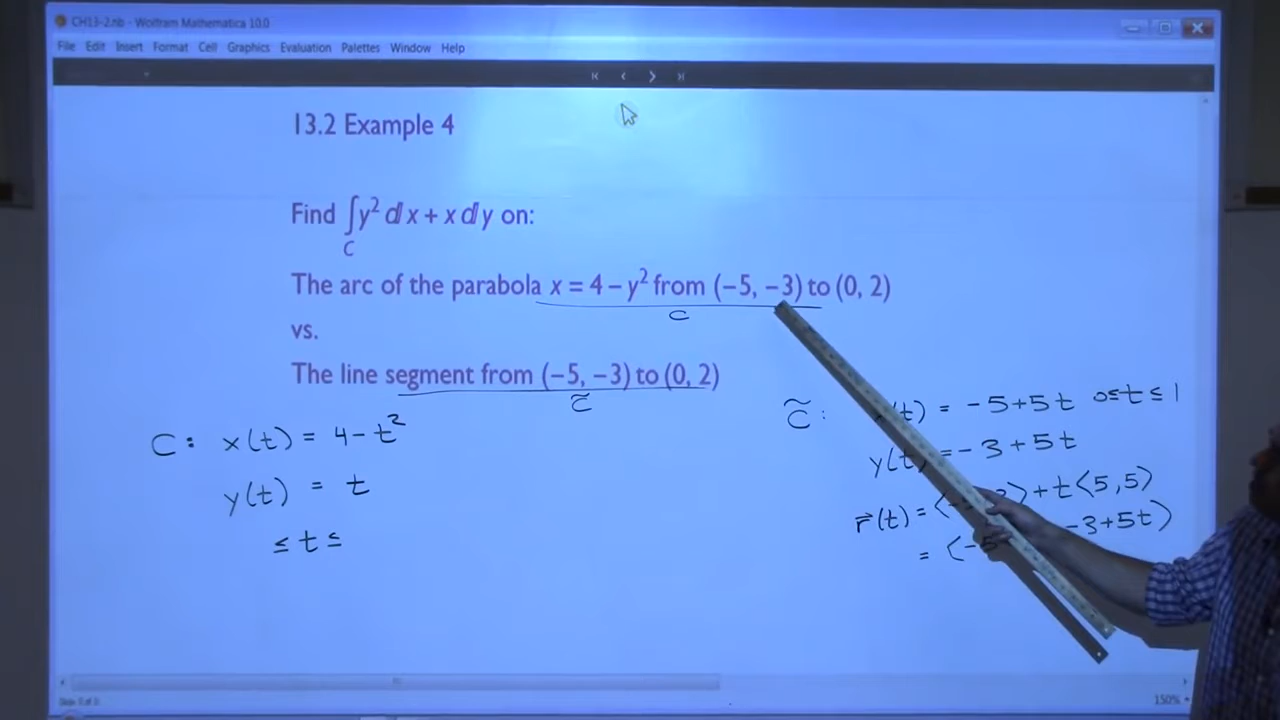 CH13-2.nb - Wolfram Mathematica 10.0
File Edit Insert Format Cell Graphics Evaluation Palettes Window Help
13.2 Example 4
Find ∫ y² ⅆx + x ⅆy on:
C
The arc of the parabola x = 4 − y² from (−5, −3) to (0, 2)
C
vs.
The line segment from (−5, −3) to (0, 2)
C̃
C: x(t) = 4 − t²
y(t) = t
≤ t ≤
C̃: (t) = −5+5t 0≤t≤1
y(t) = −3+5t
r⃗(t) = ⟨ ⟩ + t⟨5,5⟩
= ⟨−5 −3+5t⟩
150%